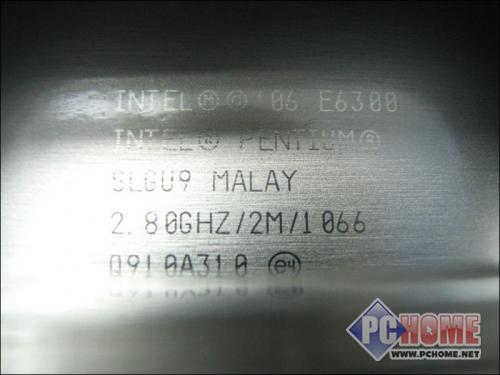 INTEL Ⓜ © '06 E6300
INTEL® PENTIUM®
SLGU9 MALAY
2.80GHZ/2M/1066
Q910A310 e4
PCHOME
WWW.PCHOME.NET